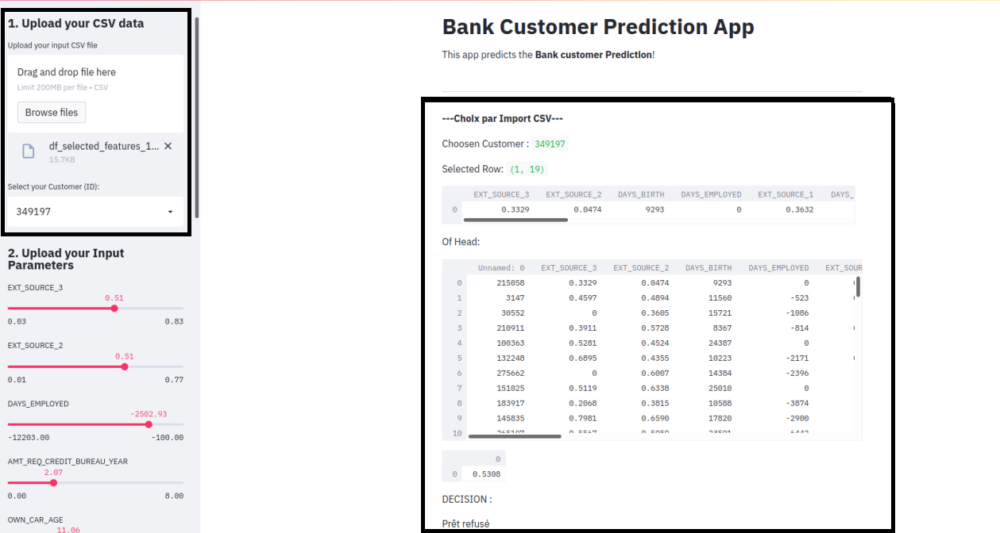 1. Upload your CSV data
Upload your input CSV file
Drag and drop file here
Limit 200MB per file • CSV
Browse files
df_selected_features_1...
15.7KB
Select your Customer (ID):
349197
2. Upload your Input
Parameters
EXT_SOURCE_3
0.51
0.03 0.83
EXT_SOURCE_2
0.51
0.01 0.77
DAYS_EMPLOYED
-2502.93
-12203.00 -100.00
AMT_REQ_CREDIT_BUREAU_YEAR
2.07
0.00 8.00
OWN_CAR_AGE
11.06
Bank Customer Prediction App
This app predicts the Bank customer Prediction!
---Choix par Import CSV---
Choosen Customer : 349197
Selected Row: (1, 19)
EXT_SOURCE_3 EXT_SOURCE_2 DAYS_BIRTH DAYS_EMPLOYED EXT_SOURCE_1 DAYS_
0 0.3329 0.0474 9293 0 0.3632
Of Head:
Unnamed: 0 EXT_SOURCE_3 EXT_SOURCE_2 DAYS_BIRTH DAYS_EMPLOYED EXT_SOUR
0 215058 0.3329 0.0474 9293 0
1 3147 0.4597 0.4894 11560 -523
2 30552 0 0.3605 15721 -1086
3 210911 0.3911 0.5728 8367 -814
4 100363 0.5281 0.4524 24387 0
5 132248 0.6895 0.4355 10223 -2171
6 275662 0 0.6007 14384 -2396
7 151025 0.5119 0.6338 25010 0
8 183917 0.2068 0.3815 10588 -3874
9 145835 0.7981 0.6590 17820 -2900
10
0
0 0.5308
DECISION :
Prêt refusé